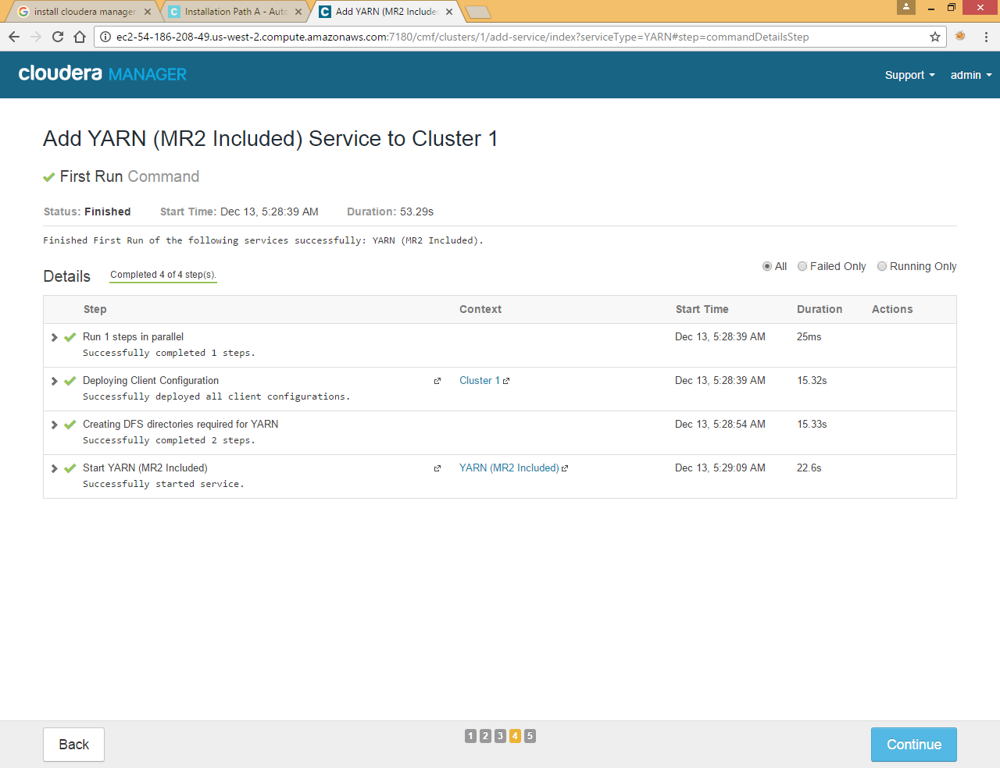 install cloudera manager
Installation Path A - Auto
Add YARN (MR2 Include
ec2-54-186-208-49.us-west-2.compute.amazonaws.com:7180/cmf/clusters/1/add-service/index?serviceType=YARN#step=commandDetailsStep
cloudera MANAGER
Support
admin
Add YARN (MR2 Included) Service to Cluster 1
First Run Command
Status: Finished Start Time: Dec 13, 5:28:39 AM Duration: 53.29s
Finished First Run of the following services successfully: YARN (MR2 Included).
Details Completed 4 of 4 step(s). All Failed Only Running Only
Step Context Start Time Duration Actions
Run 1 steps in parallel Dec 13, 5:28:39 AM 25ms
Successfully completed 1 steps.
Deploying Client Configuration Cluster 1 Dec 13, 5:28:39 AM 15.32s
Successfully deployed all client configurations.
Creating DFS directories required for YARN Dec 13, 5:28:54 AM 15.33s
Successfully completed 2 steps.
Start YARN (MR2 Included) YARN (MR2 Included) Dec 13, 5:29:09 AM 22.6s
Successfully started service.
Back 1 2 3 4 5 Continue